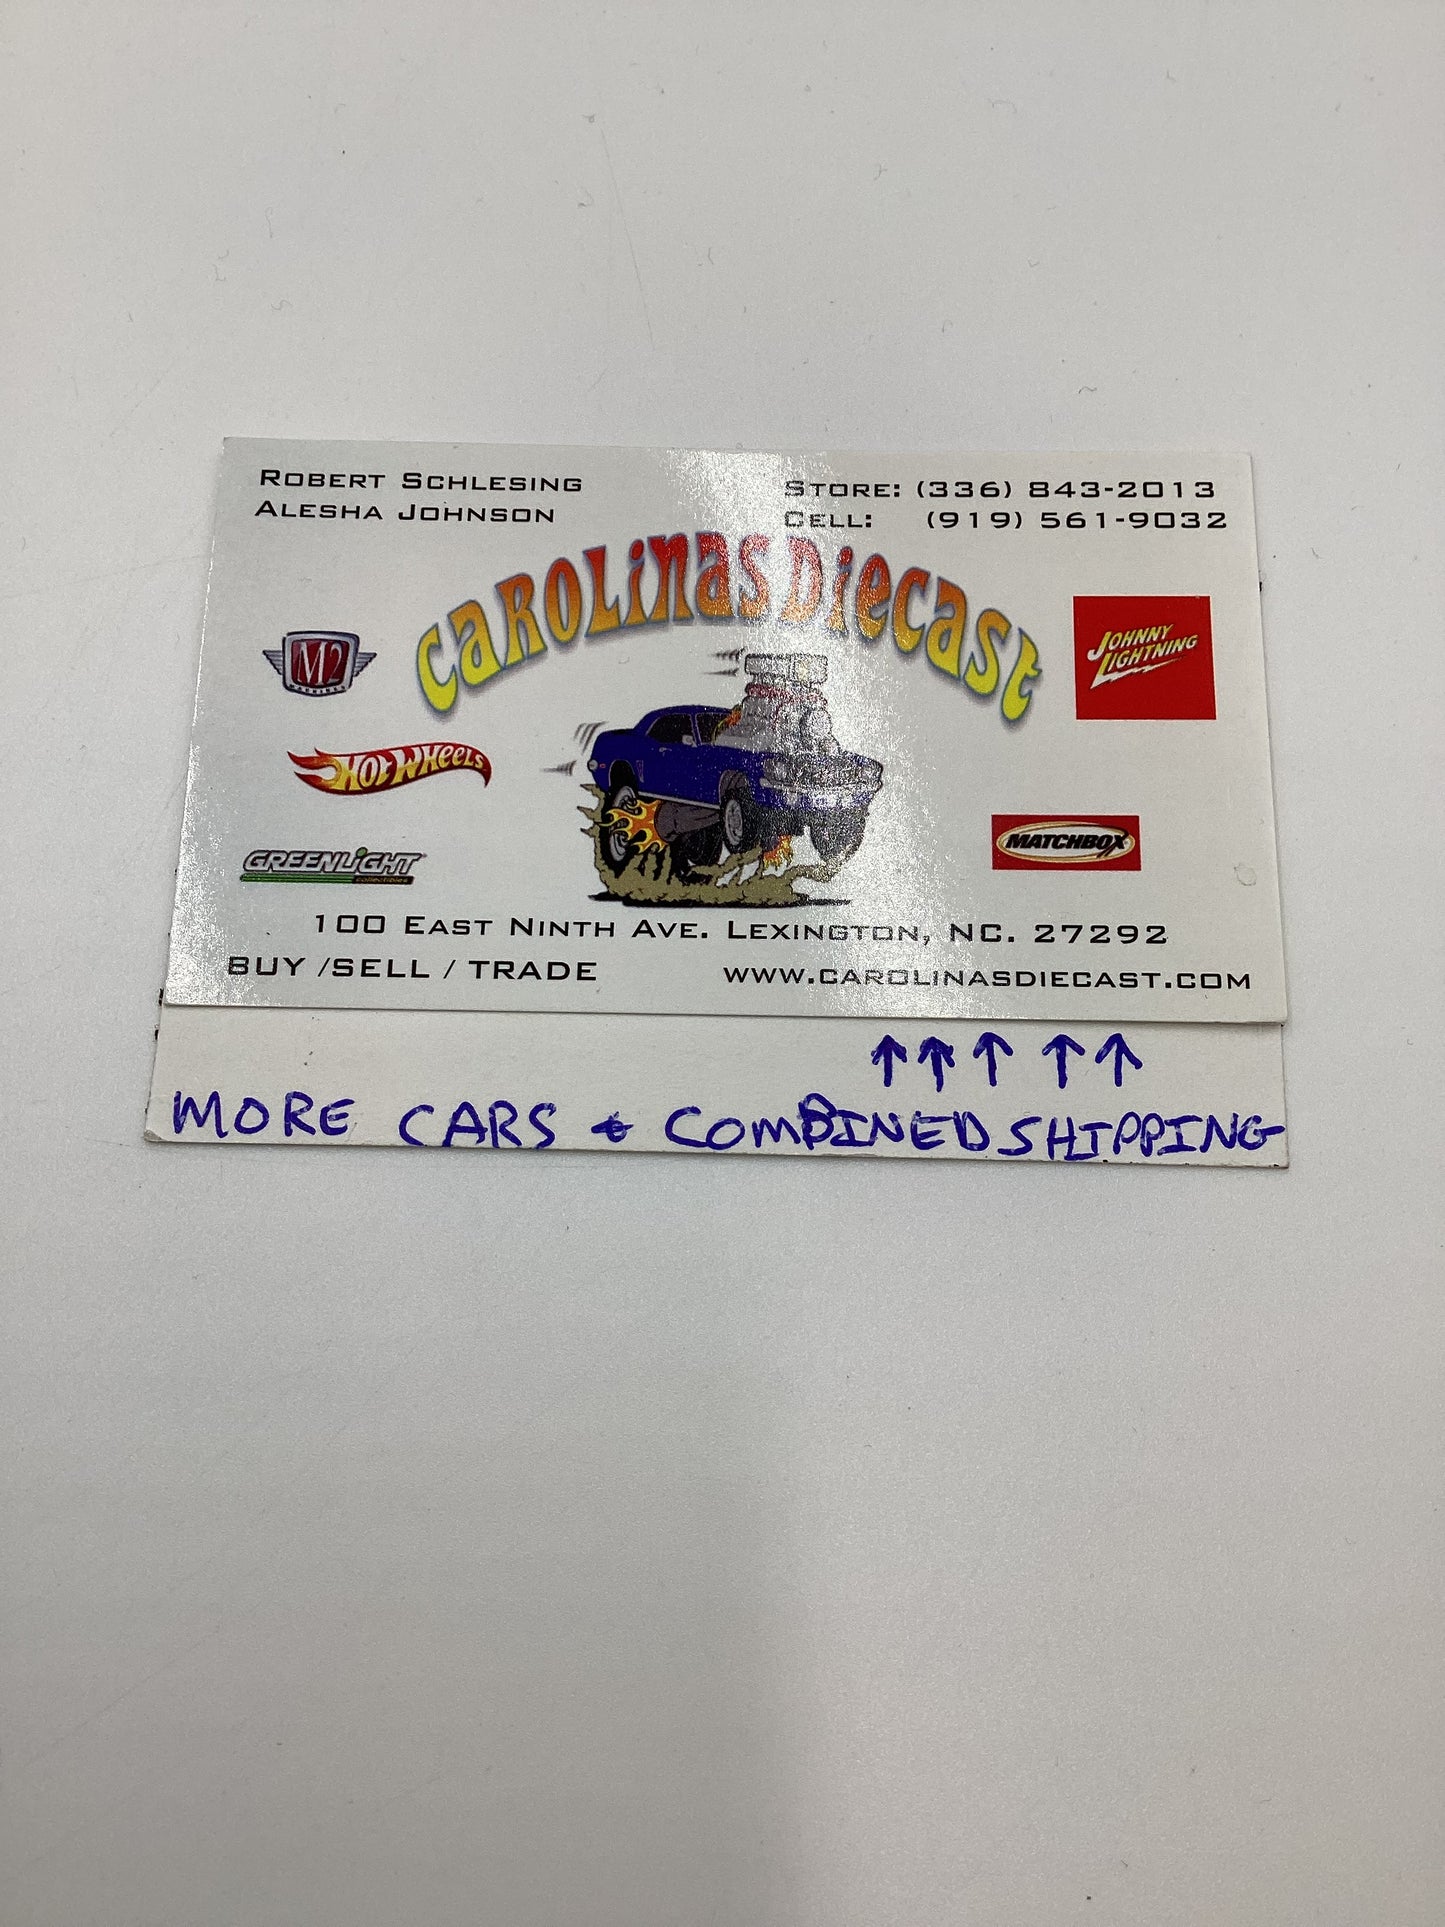 ROBERT SCHLESING
ALESHA JOHNSON
STORE: (336) 843-2013
CELL: (919) 561-9032
CAROLINAS DIECAST
M2
MACHINES
JOHNNY
LIGHTNING
HOT WHEELS
GREENLIGHT
collectibles
MATCHBOX
100 EAST NINTH AVE. LEXINGTON, NC. 27292
BUY /SELL / TRADE
WWW.CAROLINASDIECAST.COM
↑↑↑↑↑
MORE CARS & COMBINED SHIPPING